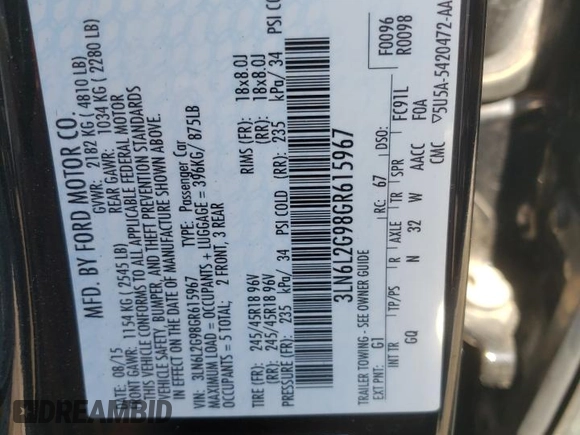 MFD. BY FORD MOTOR CO.
DATE: 08/15 GVWR: 2182 KG ( 4810 LB)
FRONT GAWR: 1154 KG (2545 LB) REAR GAWR: 1034 KG ( 2280 LB)
THIS VEHICLE CONFORMS TO ALL APPLICABLE FEDERAL MOTOR
VEHICLE SAFETY, BUMPER, AND THEFT PREVENTION STANDARDS
IN EFFECT ON THE DATE OF MANUFACTURE SHOWN ABOVE.
VIN: 3LN6L2G98GR615967 TYPE: Passenger Car
MAXIMUM LOAD = OCCUPANTS + LUGGAGE = 396KG/ 875LB
OCCUPANTS = 5 TOTAL: 2 FRONT, 3 REAR
TIRE (FR): 245/45R18 96V RIMS (FR): 18x8.0J
(RR): 245/45R18 96V (RR): 18x8.0J
PRESSURE (FR): 235 kPa/ 34 PSI COLD (RR): 235 kPa/ 34 PSI COL
3LN6L2G98GR615967
TRAILER TOWING - SEE OWNER GUIDE
F0096
EXT PNT: G1 RC: 67 DSO: R0098
INT TR TP/PS R AXLE TR SPR FC91L
GQ N 32 W AACC FOA
CMC ▽5U5A-5420472-AA
DREAMBID